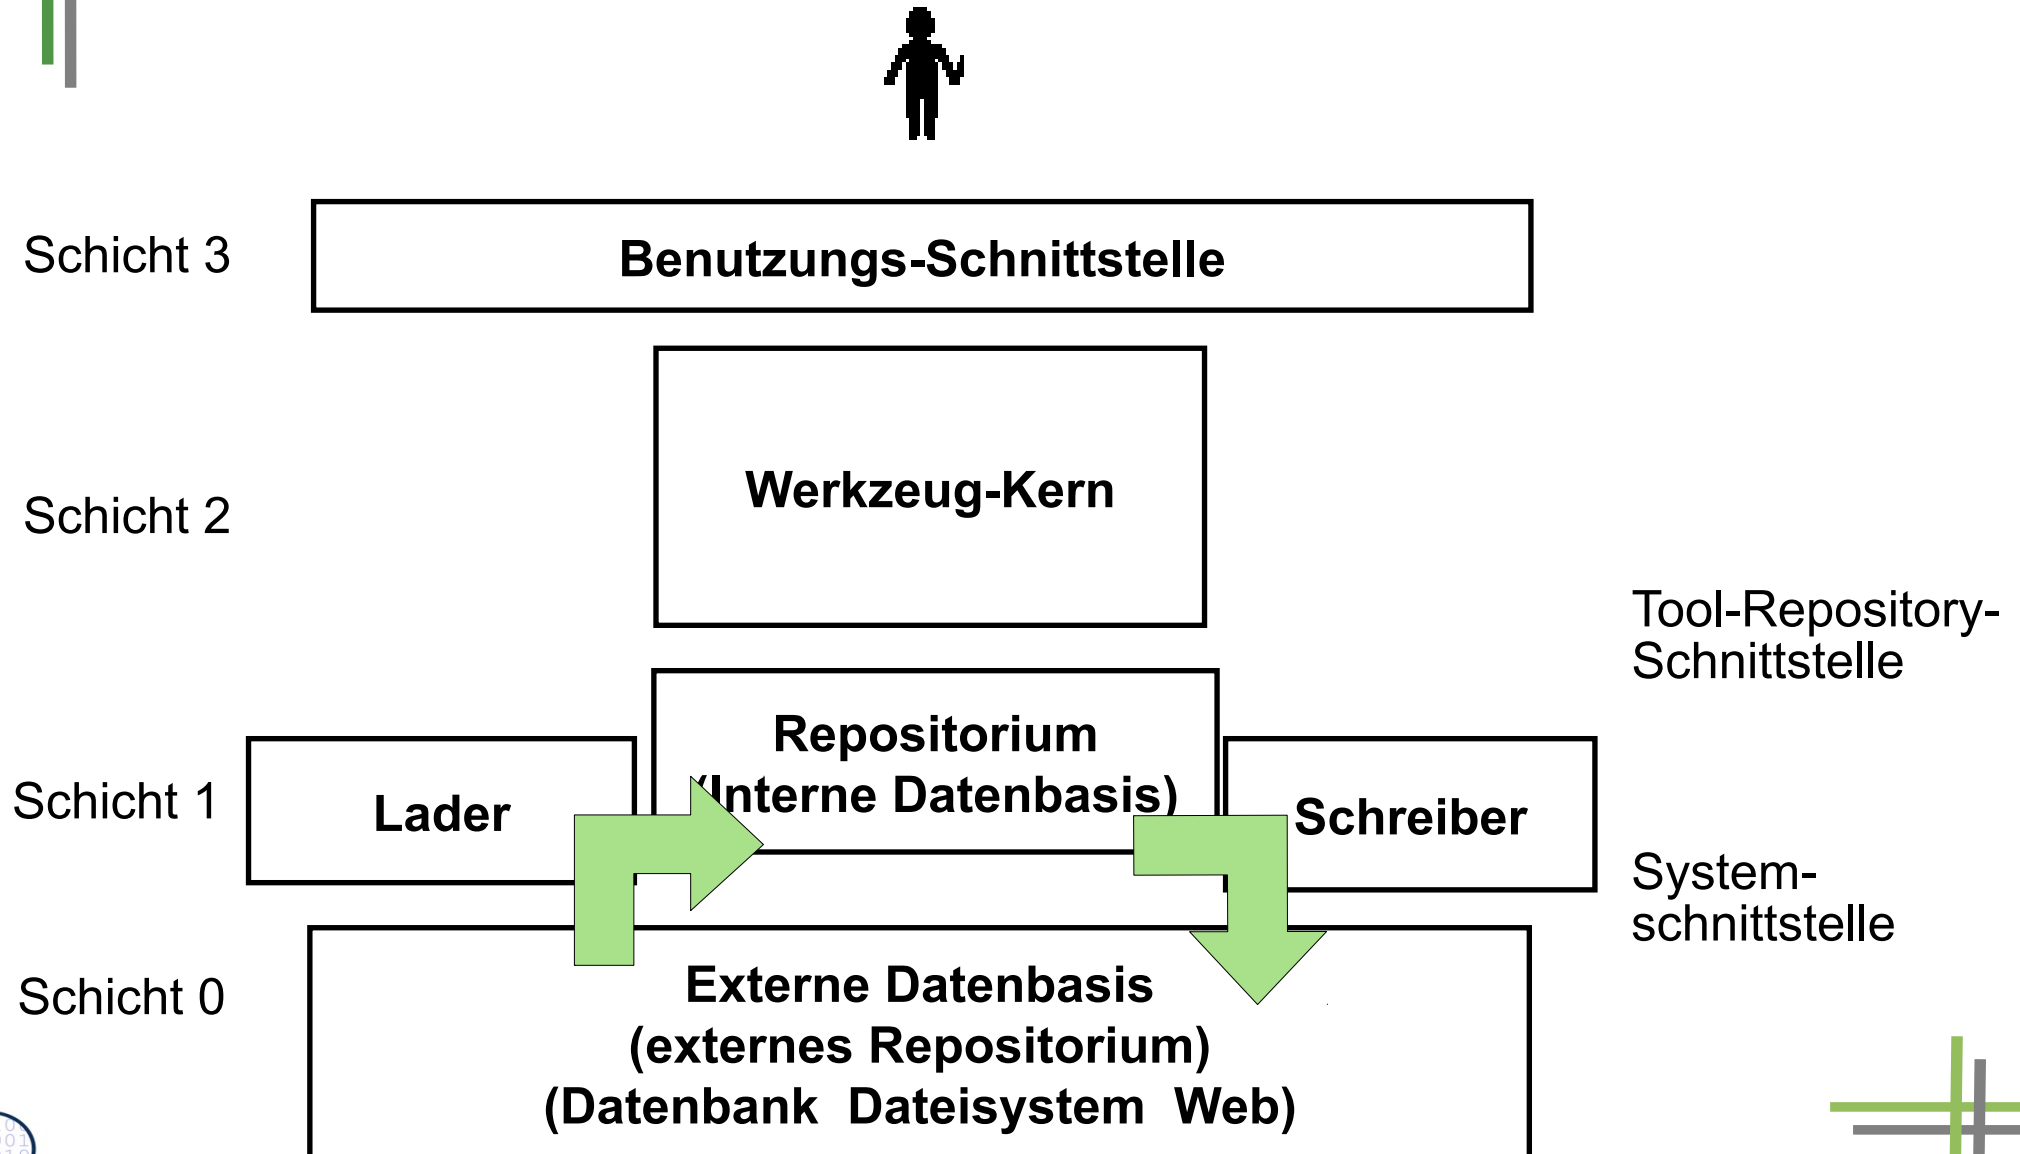 Schicht 3
Benutzungs-Schnittstelle
Schicht 2
Werkzeug-Kern
Tool-Repository-
Schnittstelle
Schicht 1
Lader
Repositorium
(Interne Datenbasis)
Schreiber
System-
schnittstelle
Schicht 0
Externe Datenbasis
(externes Repositorium)
(Datenbank Dateisystem Web)